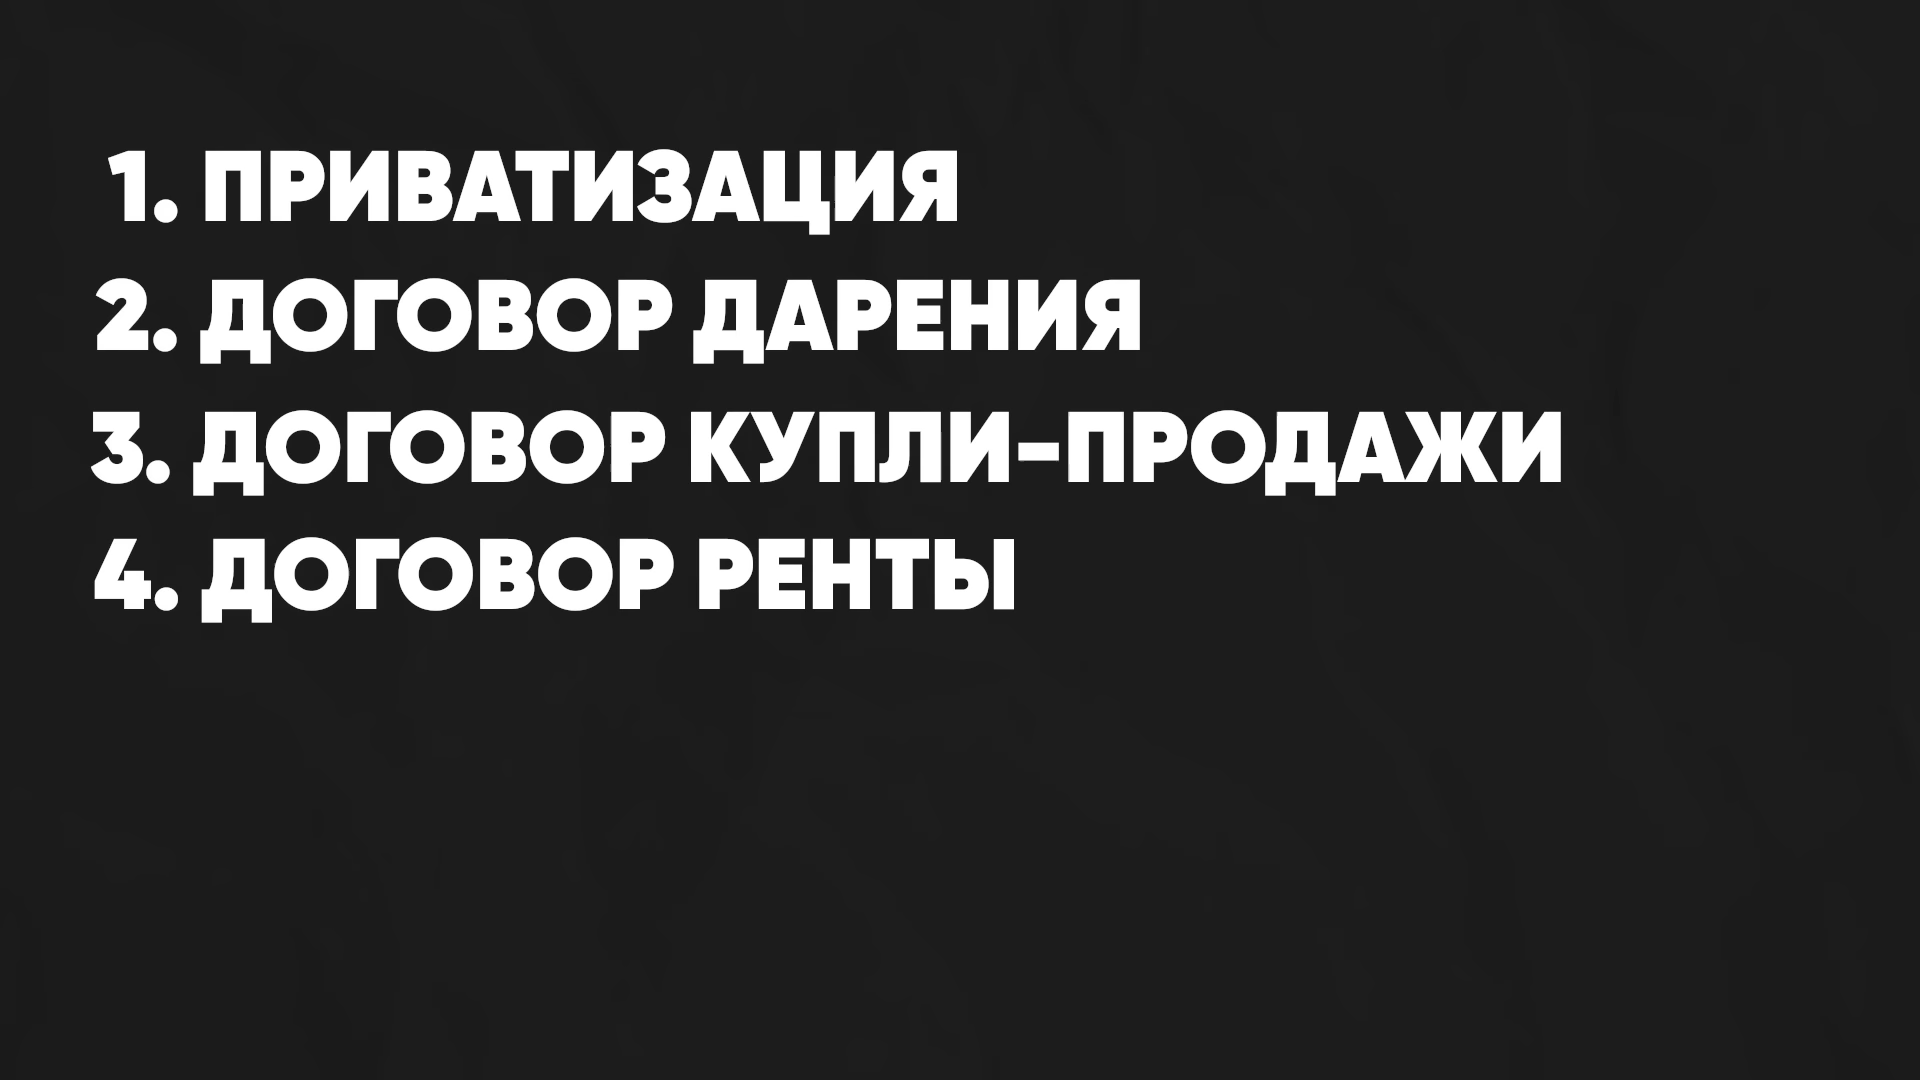 1. ПРИВАТИЗАЦИЯ
2. ДОГОВОР ДАРЕНИЯ
3. ДОГОВОР КУПЛИ-ПРОДАЖИ
4. ДОГОВОР РЕНТЫ